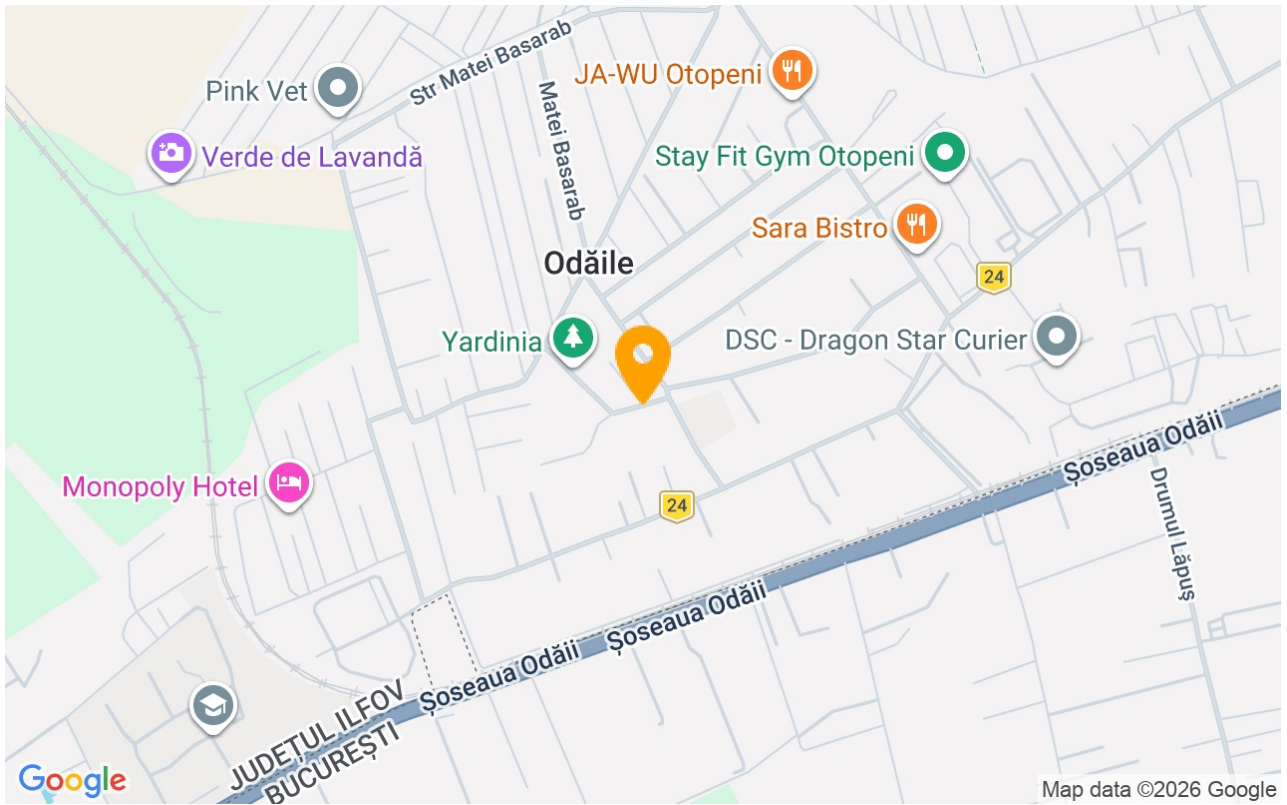 Str Matei Basarab
JA-WU Otopeni
Pink Vet
Matei Basarab
Verde de Lavandă
Stay Fit Gym Otopeni
Sara Bistro
Odăile
24
Yardinia
DSC - Dragon Star Curier
Șoseaua Odăii
Monopoly Hotel
24
Drumul Lăpuș
Șoseaua Odăii
Șoseaua Odăii
JUDEȚUL ILFOV
BUCUREȘTI
Google
Map data ©2026 Google